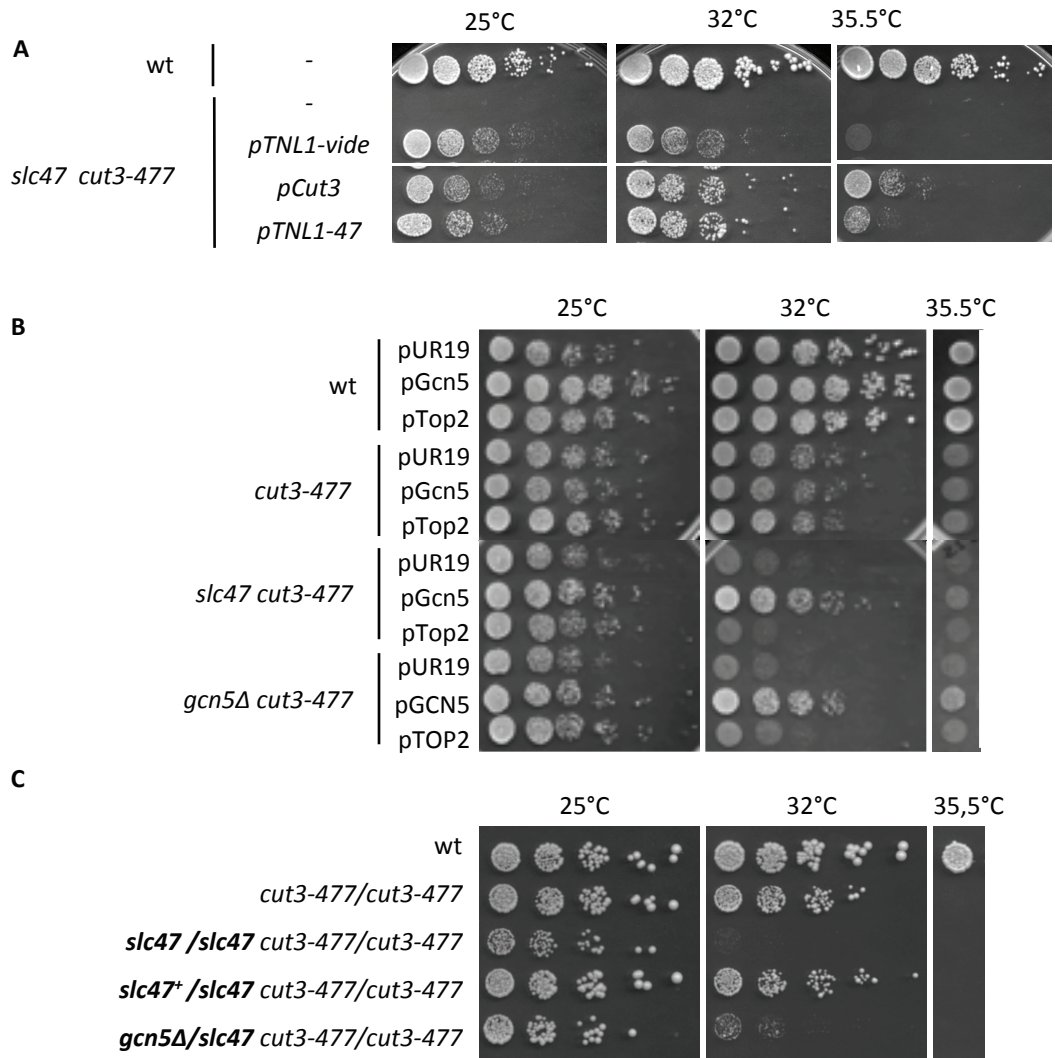 25°C 32°C 35.5°C
A
wt -
-
pTNL1-vide
slc47 cut3-477
pCut3
pTNL1-47
25°C 32°C 35.5°C
B
pUR19
wt pGcn5
pTop2
pUR19
cut3-477 pGcn5
pTop2
pUR19
slc47 cut3-477 pGcn5
pTop2
pUR19
gcn5Δ cut3-477 pGCN5
pTOP2
C
25°C 32°C 35,5°C
wt
cut3-477/cut3-477
slc47 /slc47 cut3-477/cut3-477
slc47⁺ /slc47 cut3-477/cut3-477
gcn5Δ/slc47 cut3-477/cut3-477